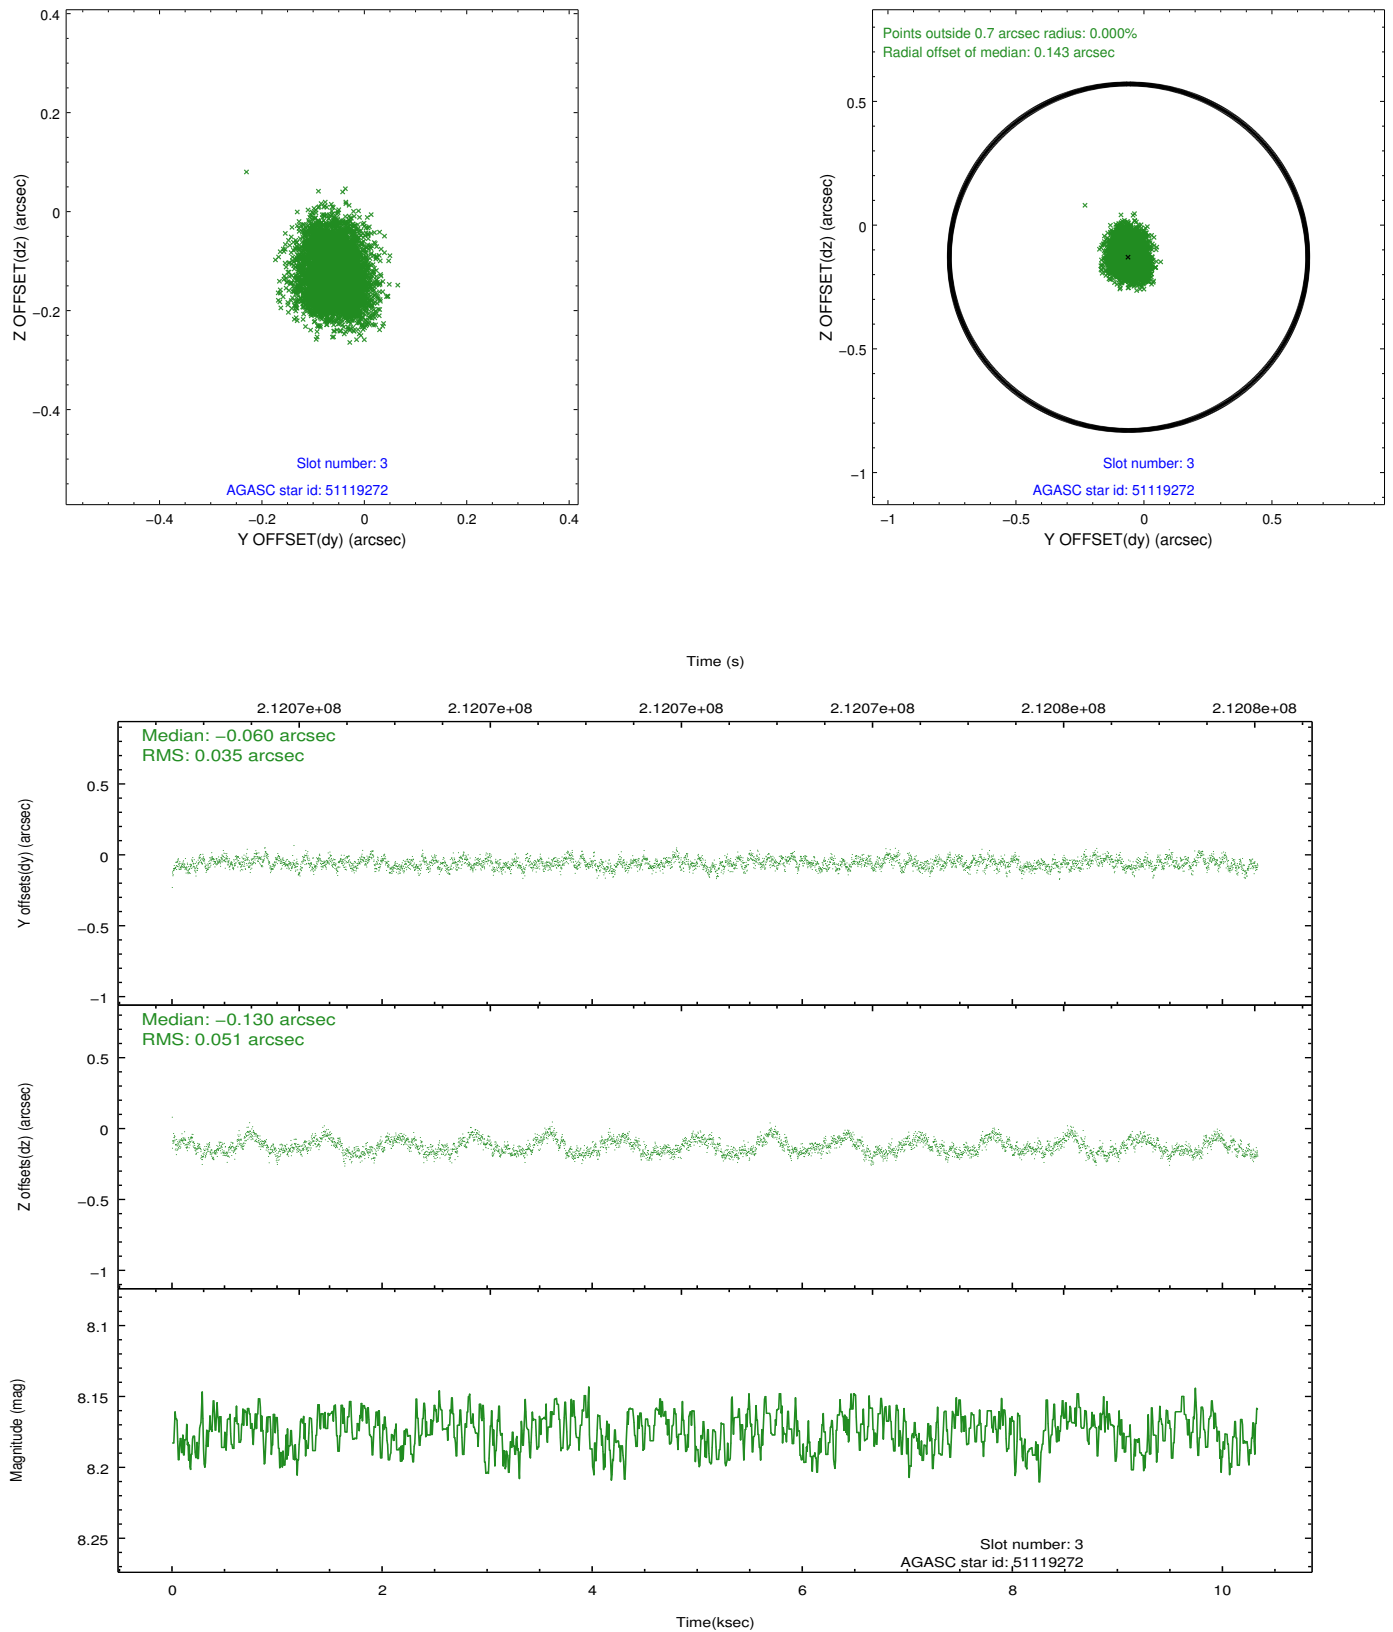 0.4
0.2
0
−0.2
−0.4
Z OFFSET(dz) (arcsec)
Slot number: 3
AGASC star id: 51119272
−0.4
−0.2
0
0.2
0.4
Y OFFSET(dy) (arcsec)
Points outside 0.7 arcsec radius: 0.000%
Radial offset of median: 0.143 arcsec
0.5
0
−0.5
−1
Z OFFSET(dz) (arcsec)
Slot number: 3
AGASC star id: 51119272
−1
−0.5
0
0.5
Y OFFSET(dy) (arcsec)
Time (s)
2.1207e+08
2.1207e+08
2.1207e+08
2.1207e+08
2.1208e+08
2.1208e+08
Median: −0.060 arcsec
RMS: 0.035 arcsec
0.5
0
−0.5
−1
Y offsets(dy) (arcsec)
Median: −0.130 arcsec
RMS: 0.051 arcsec
0.5
0
−0.5
−1
Z offsets(dz) (arcsec)
8.1
8.15
8.2
8.25
Magnitude (mag)
Slot number: 3
AGASC star id: 51119272
0
2
4
6
8
10
Time(ksec)